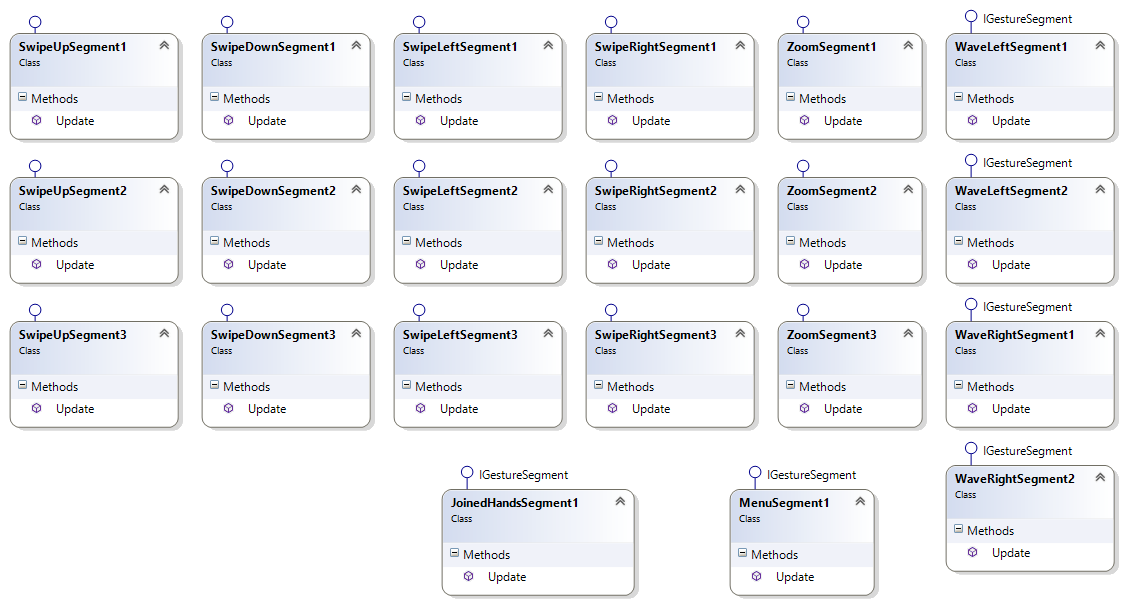 IGestureSegment
SwipeUpSegment1
Class
Methods
Update
SwipeDownSegment1
Class
Methods
Update
SwipeLeftSegment1
Class
Methods
Update
SwipeRightSegment1
Class
Methods
Update
ZoomSegment1
Class
Methods
Update
WaveLeftSegment1
Class
Methods
Update
IGestureSegment
SwipeUpSegment2
Class
Methods
Update
SwipeDownSegment2
Class
Methods
Update
SwipeLeftSegment2
Class
Methods
Update
SwipeRightSegment2
Class
Methods
Update
ZoomSegment2
Class
Methods
Update
WaveLeftSegment2
Class
Methods
Update
IGestureSegment
SwipeUpSegment3
Class
Methods
Update
SwipeDownSegment3
Class
Methods
Update
SwipeLeftSegment3
Class
Methods
Update
SwipeRightSegment3
Class
Methods
Update
ZoomSegment3
Class
Methods
Update
WaveRightSegment1
Class
Methods
Update
IGestureSegment
JoinedHandsSegment1
Class
Methods
Update
IGestureSegment
MenuSegment1
Class
Methods
Update
IGestureSegment
WaveRightSegment2
Class
Methods
Update